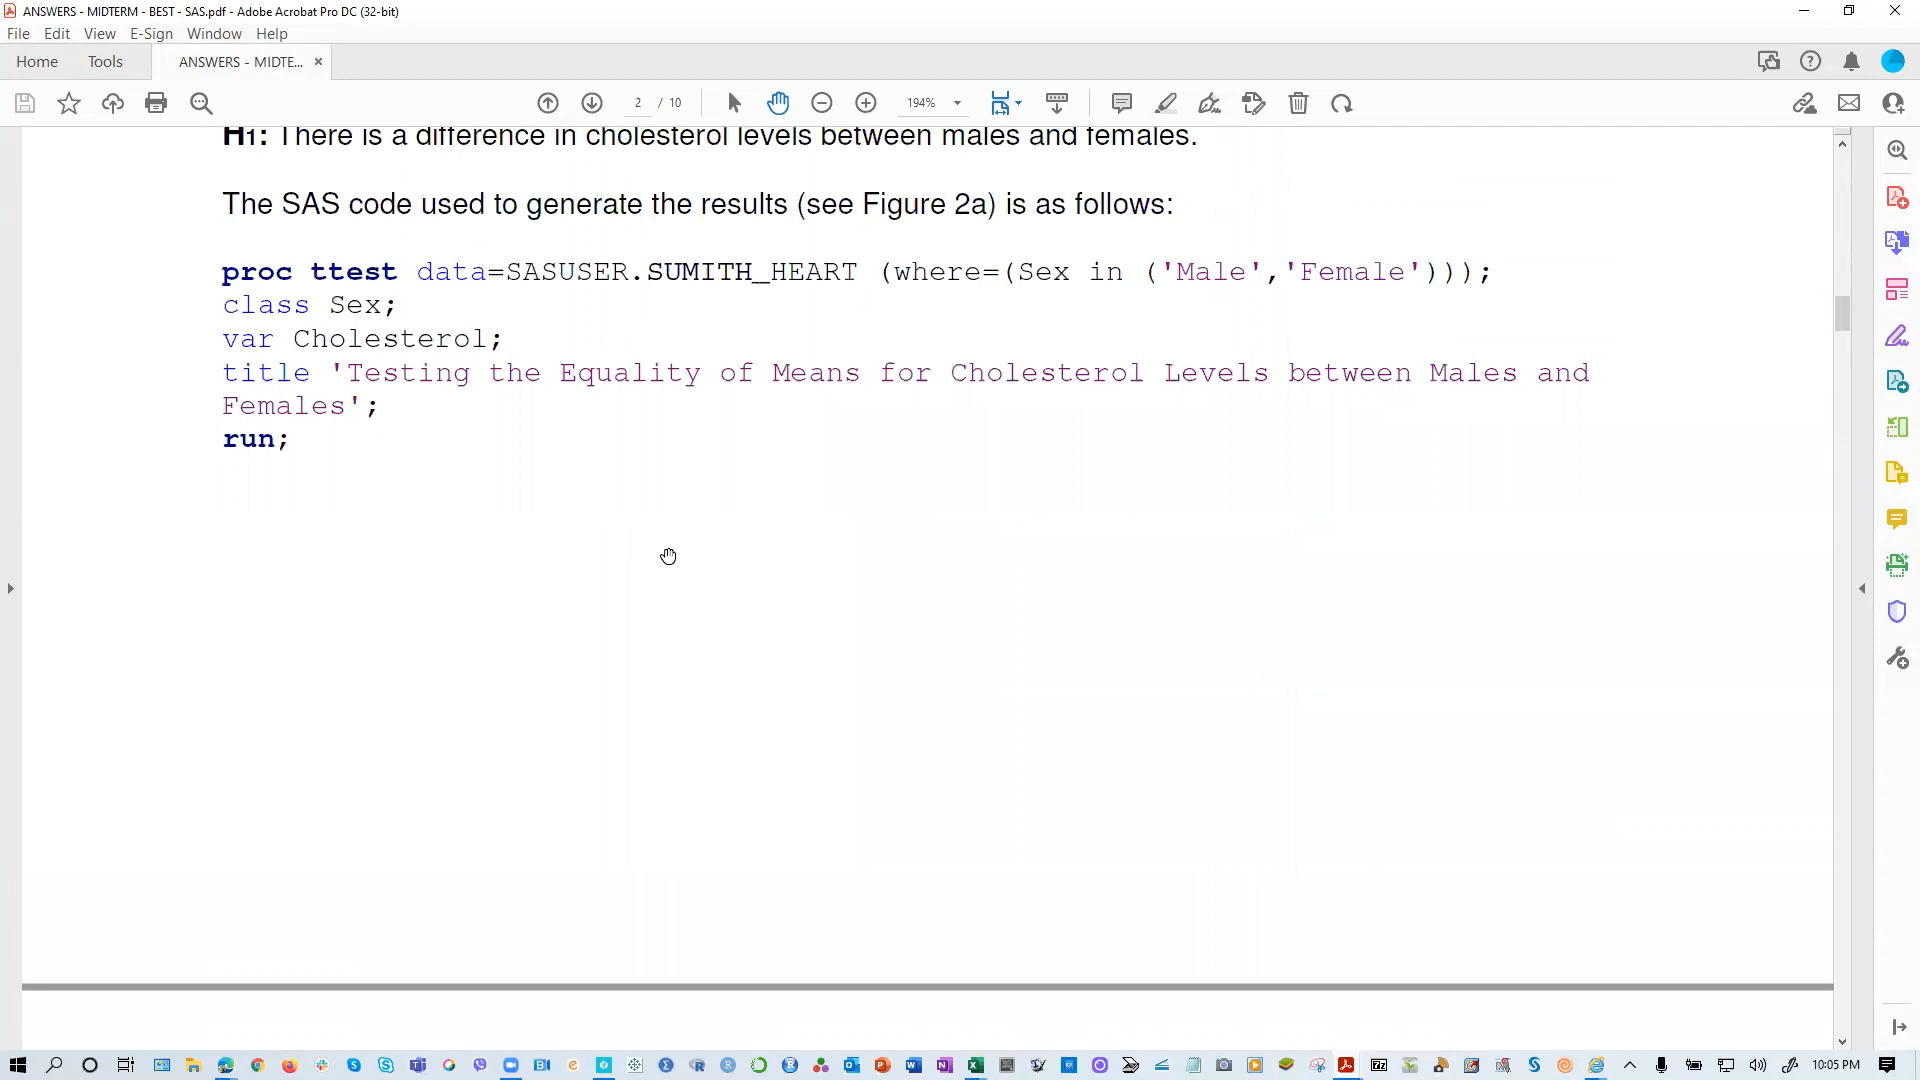 ANSWERS - MIDTERM - BEST - SAS.pdf - Adobe Acrobat Pro DC (32-bit)
File Edit View E-Sign Window Help
Home Tools ANSWERS - MIDTE... ×
2 / 10 194%
H1: There is a difference in cholesterol levels between males and females.
The SAS code used to generate the results (see Figure 2a) is as follows:
proc ttest data=SASUSER.SUMITH_HEART (where=(Sex in ('Male','Female')));
class Sex;
var Cholesterol;
title 'Testing the Equality of Means for Cholesterol Levels between Males and
Females';
run;
10:05 PM